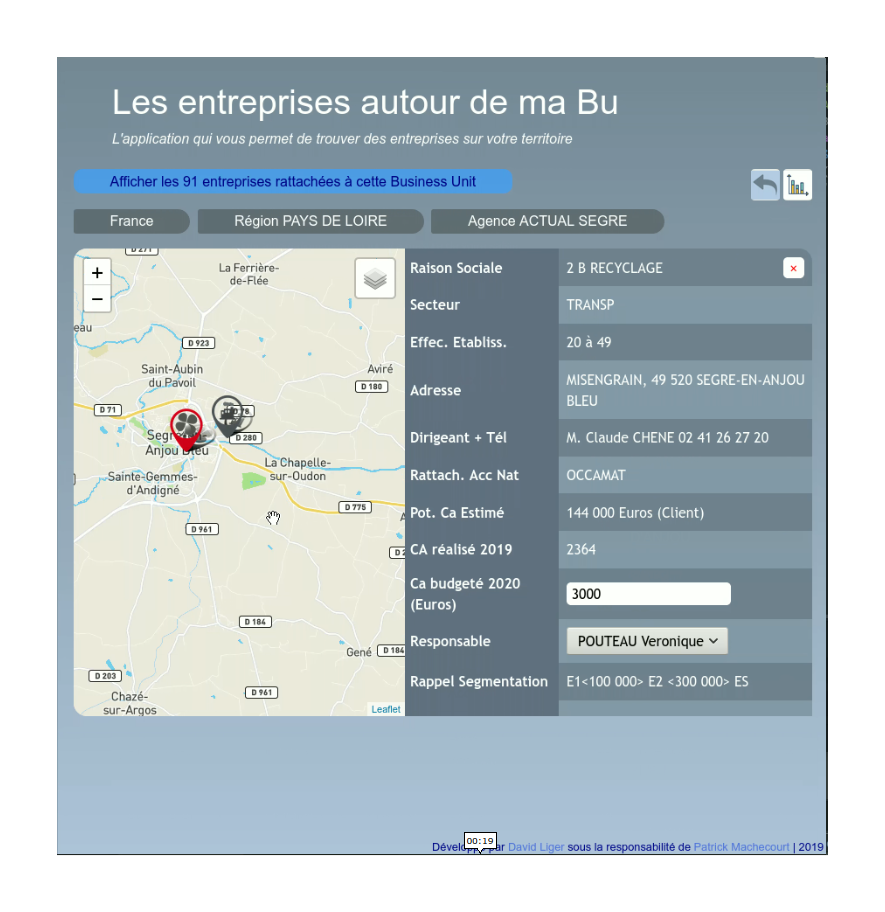 Les entreprises autour de ma Bu
L'application qui vous permet de trouver des entreprises sur votre territoire
Afficher les 91 entreprises rattachées à cette Business Unit
France
Région PAYS DE LOIRE
Agence ACTUAL SEGRE
+
−
La Ferrière-
de-Flée
D 923
Saint-Aubin
du Pavoil
Aviré
D 180
D 71
D 78
D 280
Anjou Bleu
La Chapelle-
sur-Oudon
Sainte-Gemmes-
d'Andigné
D 775
D 961
D 184
Gené
D 184
D 203
D 961
Chazé-
sur-Argos
Leaflet
Raison Sociale 2 B RECYCLAGE ×
Secteur TRANSP
Effec. Etabliss. 20 à 49
Adresse MISENGRAIN, 49 520 SEGRE-EN-ANJOU
BLEU
Dirigeant + Tél M. Claude CHENE 02 41 26 27 20
Rattach. Acc Nat OCCAMAT
Pot. Ca Estimé 144 000 Euros (Client)
CA réalisé 2019 2364
Ca budgeté 2020
(Euros) 3000
Responsable POUTEAU Veronique
Rappel Segmentation E1<100 000> E2 <300 000> ES
00:19
par David Liger sous la responsabilité de Patrick Machecourt | 2019